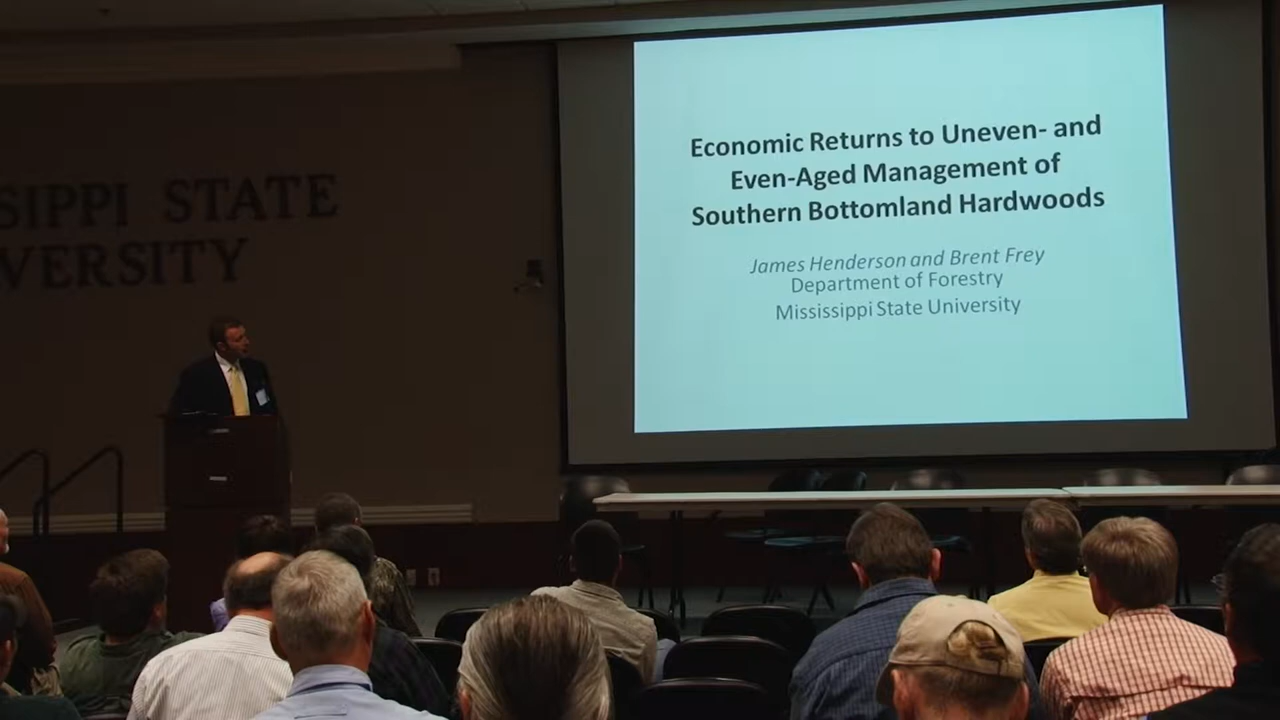 SIPPI STATE
VERSITY
Economic Returns to Uneven- and
Even-Aged Management of
Southern Bottomland Hardwoods
James Henderson and Brent Frey
Department of Forestry
Mississippi State University